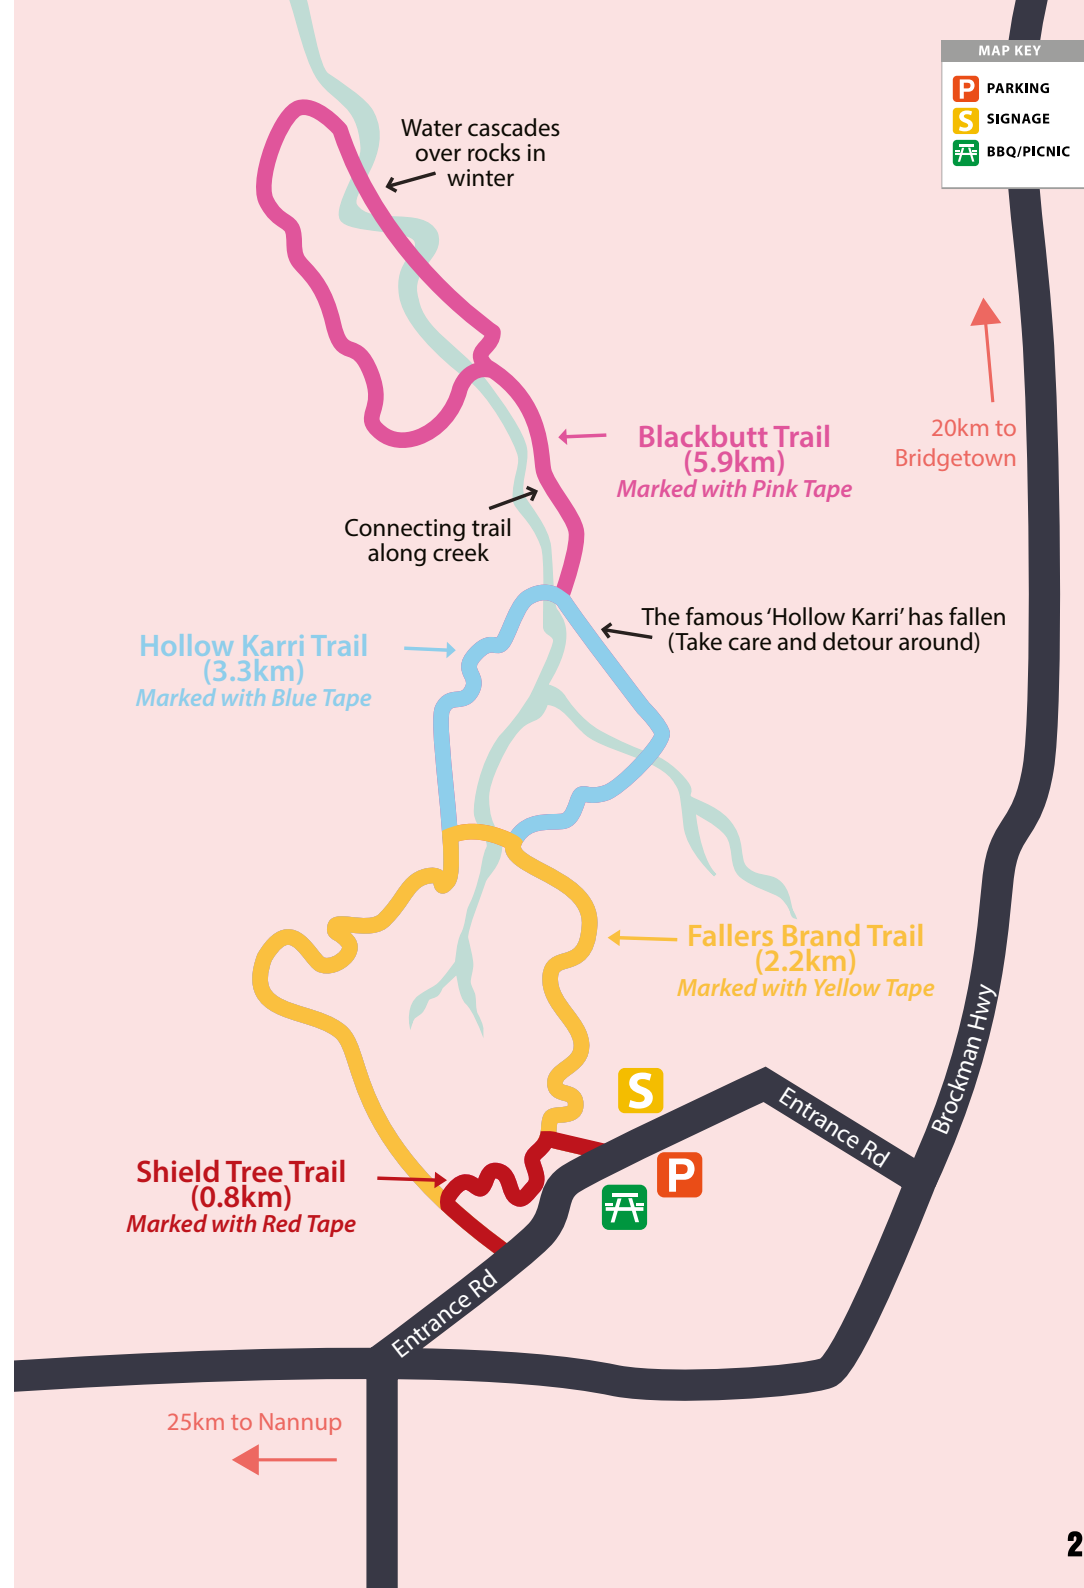 MAP KEY
P PARKING
S SIGNAGE
BBQ/PICNIC
Water cascades
over rocks in
winter
20km to
Bridgetown
Blackbutt Trail
(5.9km)
Marked with Pink Tape
Connecting trail
along creek
The famous ‘Hollow Karri’ has fallen
(Take care and detour around)
Hollow Karri Trail
(3.3km)
Marked with Blue Tape
Fallers Brand Trail
(2.2km)
Marked with Yellow Tape
Brockman Hwy
S
Entrance Rd
P
Shield Tree Trail
(0.8km)
Marked with Red Tape
Entrance Rd
25km to Nannup
2